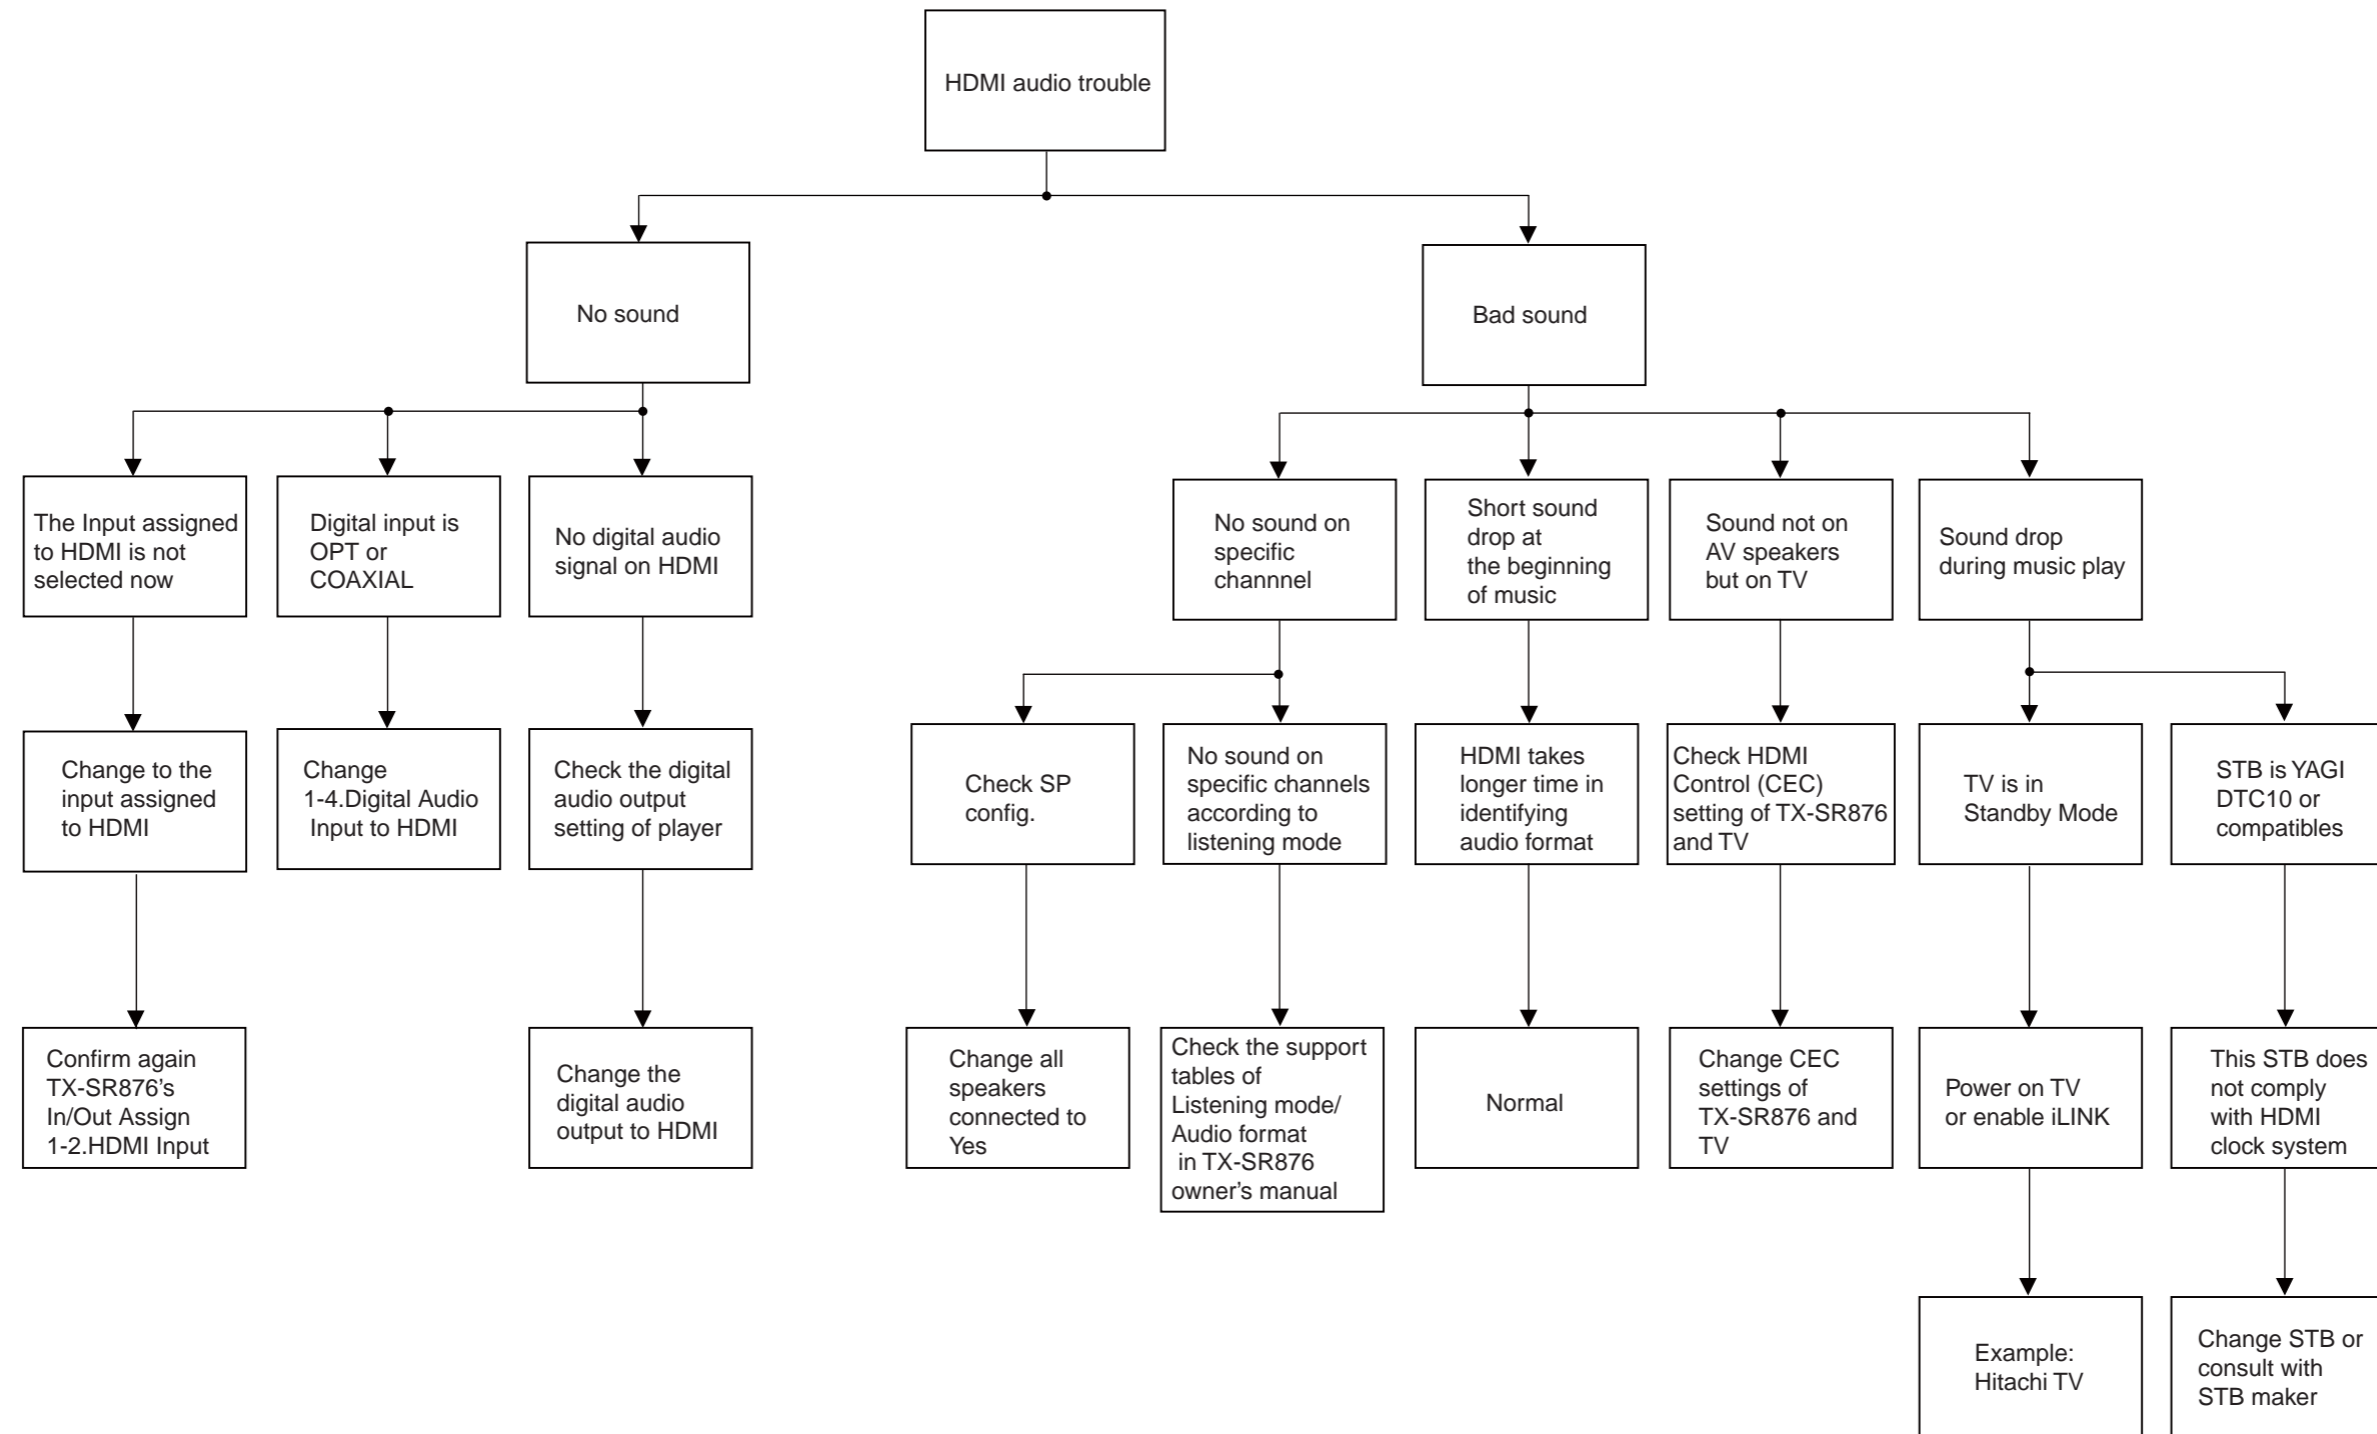 HDMI audio trouble
No sound
Bad sound
The Input assigned
to HDMI is not
selected now
Digital input is
OPT or
COAXIAL
No digital audio
signal on HDMI
No sound on
specific
channnel
Short sound
drop at
the beginning
of music
Sound not on
AV speakers
but on TV
Sound drop
during music play
Change to the
input assigned
to HDMI
Change
1-4.Digital Audio
Input to HDMI
Check the digital
audio output
setting of player
Check SP
config.
No sound on
specific channels
according to
listening mode
HDMI takes
longer time in
identifying
audio format
Check HDMI
Control (CEC)
setting of TX-SR876
and TV
TV is in
Standby Mode
STB is YAGI
DTC10 or
compatibles
Confirm again
TX-SR876’s
In/Out Assign
1-2.HDMI Input
Change the
digital audio
output to HDMI
Change all
speakers
connected to
Yes
Check the support
tables of
Listening mode/
Audio format
in TX-SR876
owner’s manual
Normal
Change CEC
settings of
TX-SR876 and
TV
Power on TV
or enable iLINK
This STB does
not comply
with HDMI
clock system
Example:
Hitachi TV
Change STB or
consult with
STB maker